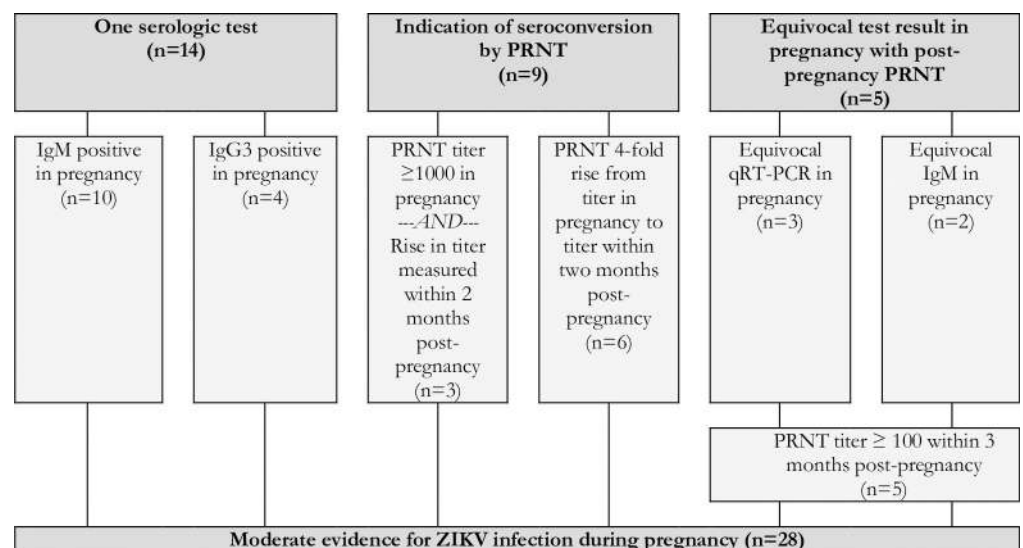 One serologic test
(n=14)
Indication of seroconversion
by PRNT
(n=9)
Equivocal test result in
pregnancy with post-
pregnancy PRNT
(n=5)
IgM positive
in pregnancy
(n=10)
IgG3 positive
in pregnancy
(n=4)
PRNT titer
≥1000 in
pregnancy
---AND---
Rise in titer
measured
within 2
months
post-
pregnancy
(n=3)
PRNT 4-fold
rise from
titer in
pregnancy to
titer within
two months
post-
pregnancy
(n=6)
Equivocal
qRT-PCR in
pregnancy
(n=3)
Equivocal
IgM in
pregnancy
(n=2)
PRNT titer ≥ 100 within 3
months post-pregnancy
(n=5)
Moderate evidence for ZIKV infection during pregnancy (n=28)